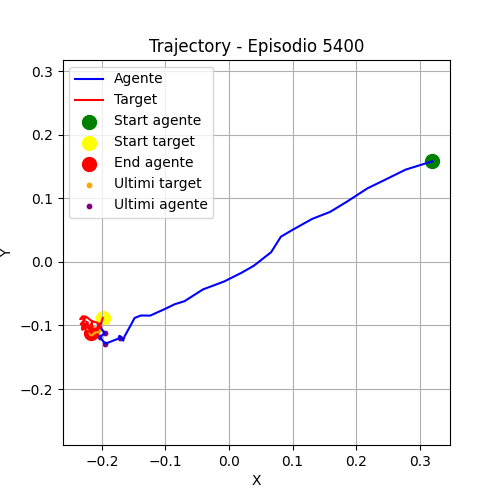 Trajectory - Episodio 5400
Agente
Target
Start agente
Start target
End agente
Ultimi target
Ultimi agente
0.3
0.2
0.1
0.0
−0.1
−0.2
Y
−0.2
−0.1
0.0
0.1
0.2
0.3
X